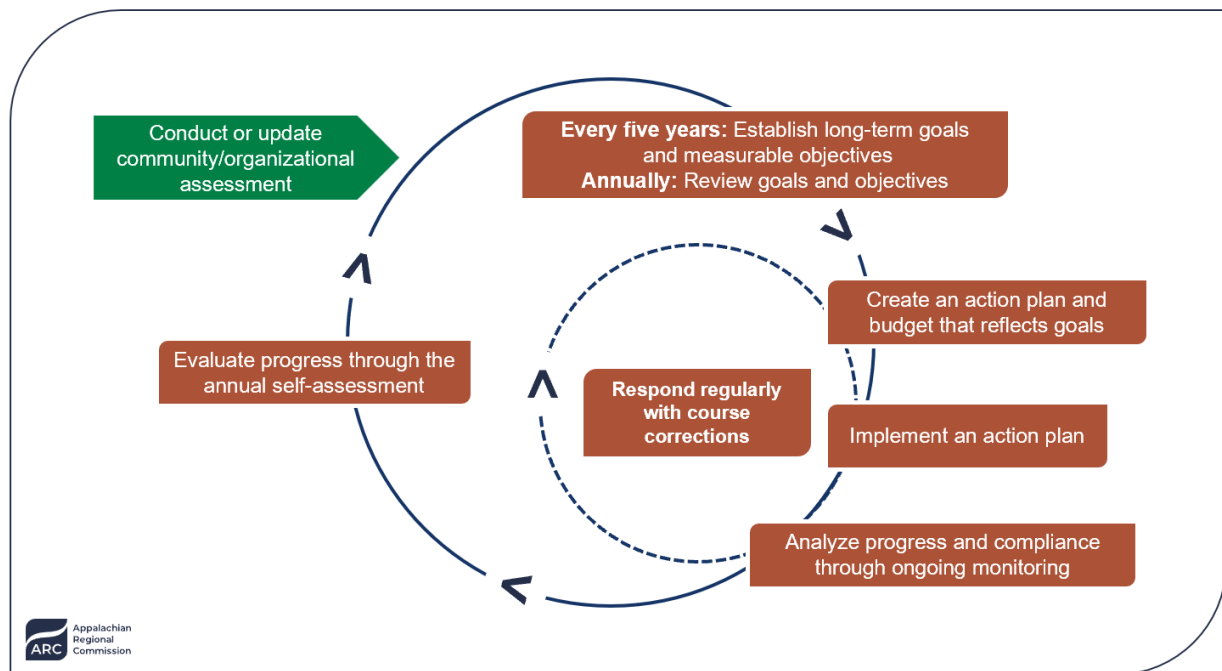 Conduct or update
community/organizational
assessment
Every five years: Establish long-term goals
and measurable objectives
Annually: Review goals and objectives
Create an action plan and
budget that reflects goals
Evaluate progress through the
annual self-assessment
Respond regularly
with course
corrections
Implement an action plan
Analyze progress and compliance
through ongoing monitoring
ARC
Appalachian
Regional
Commission